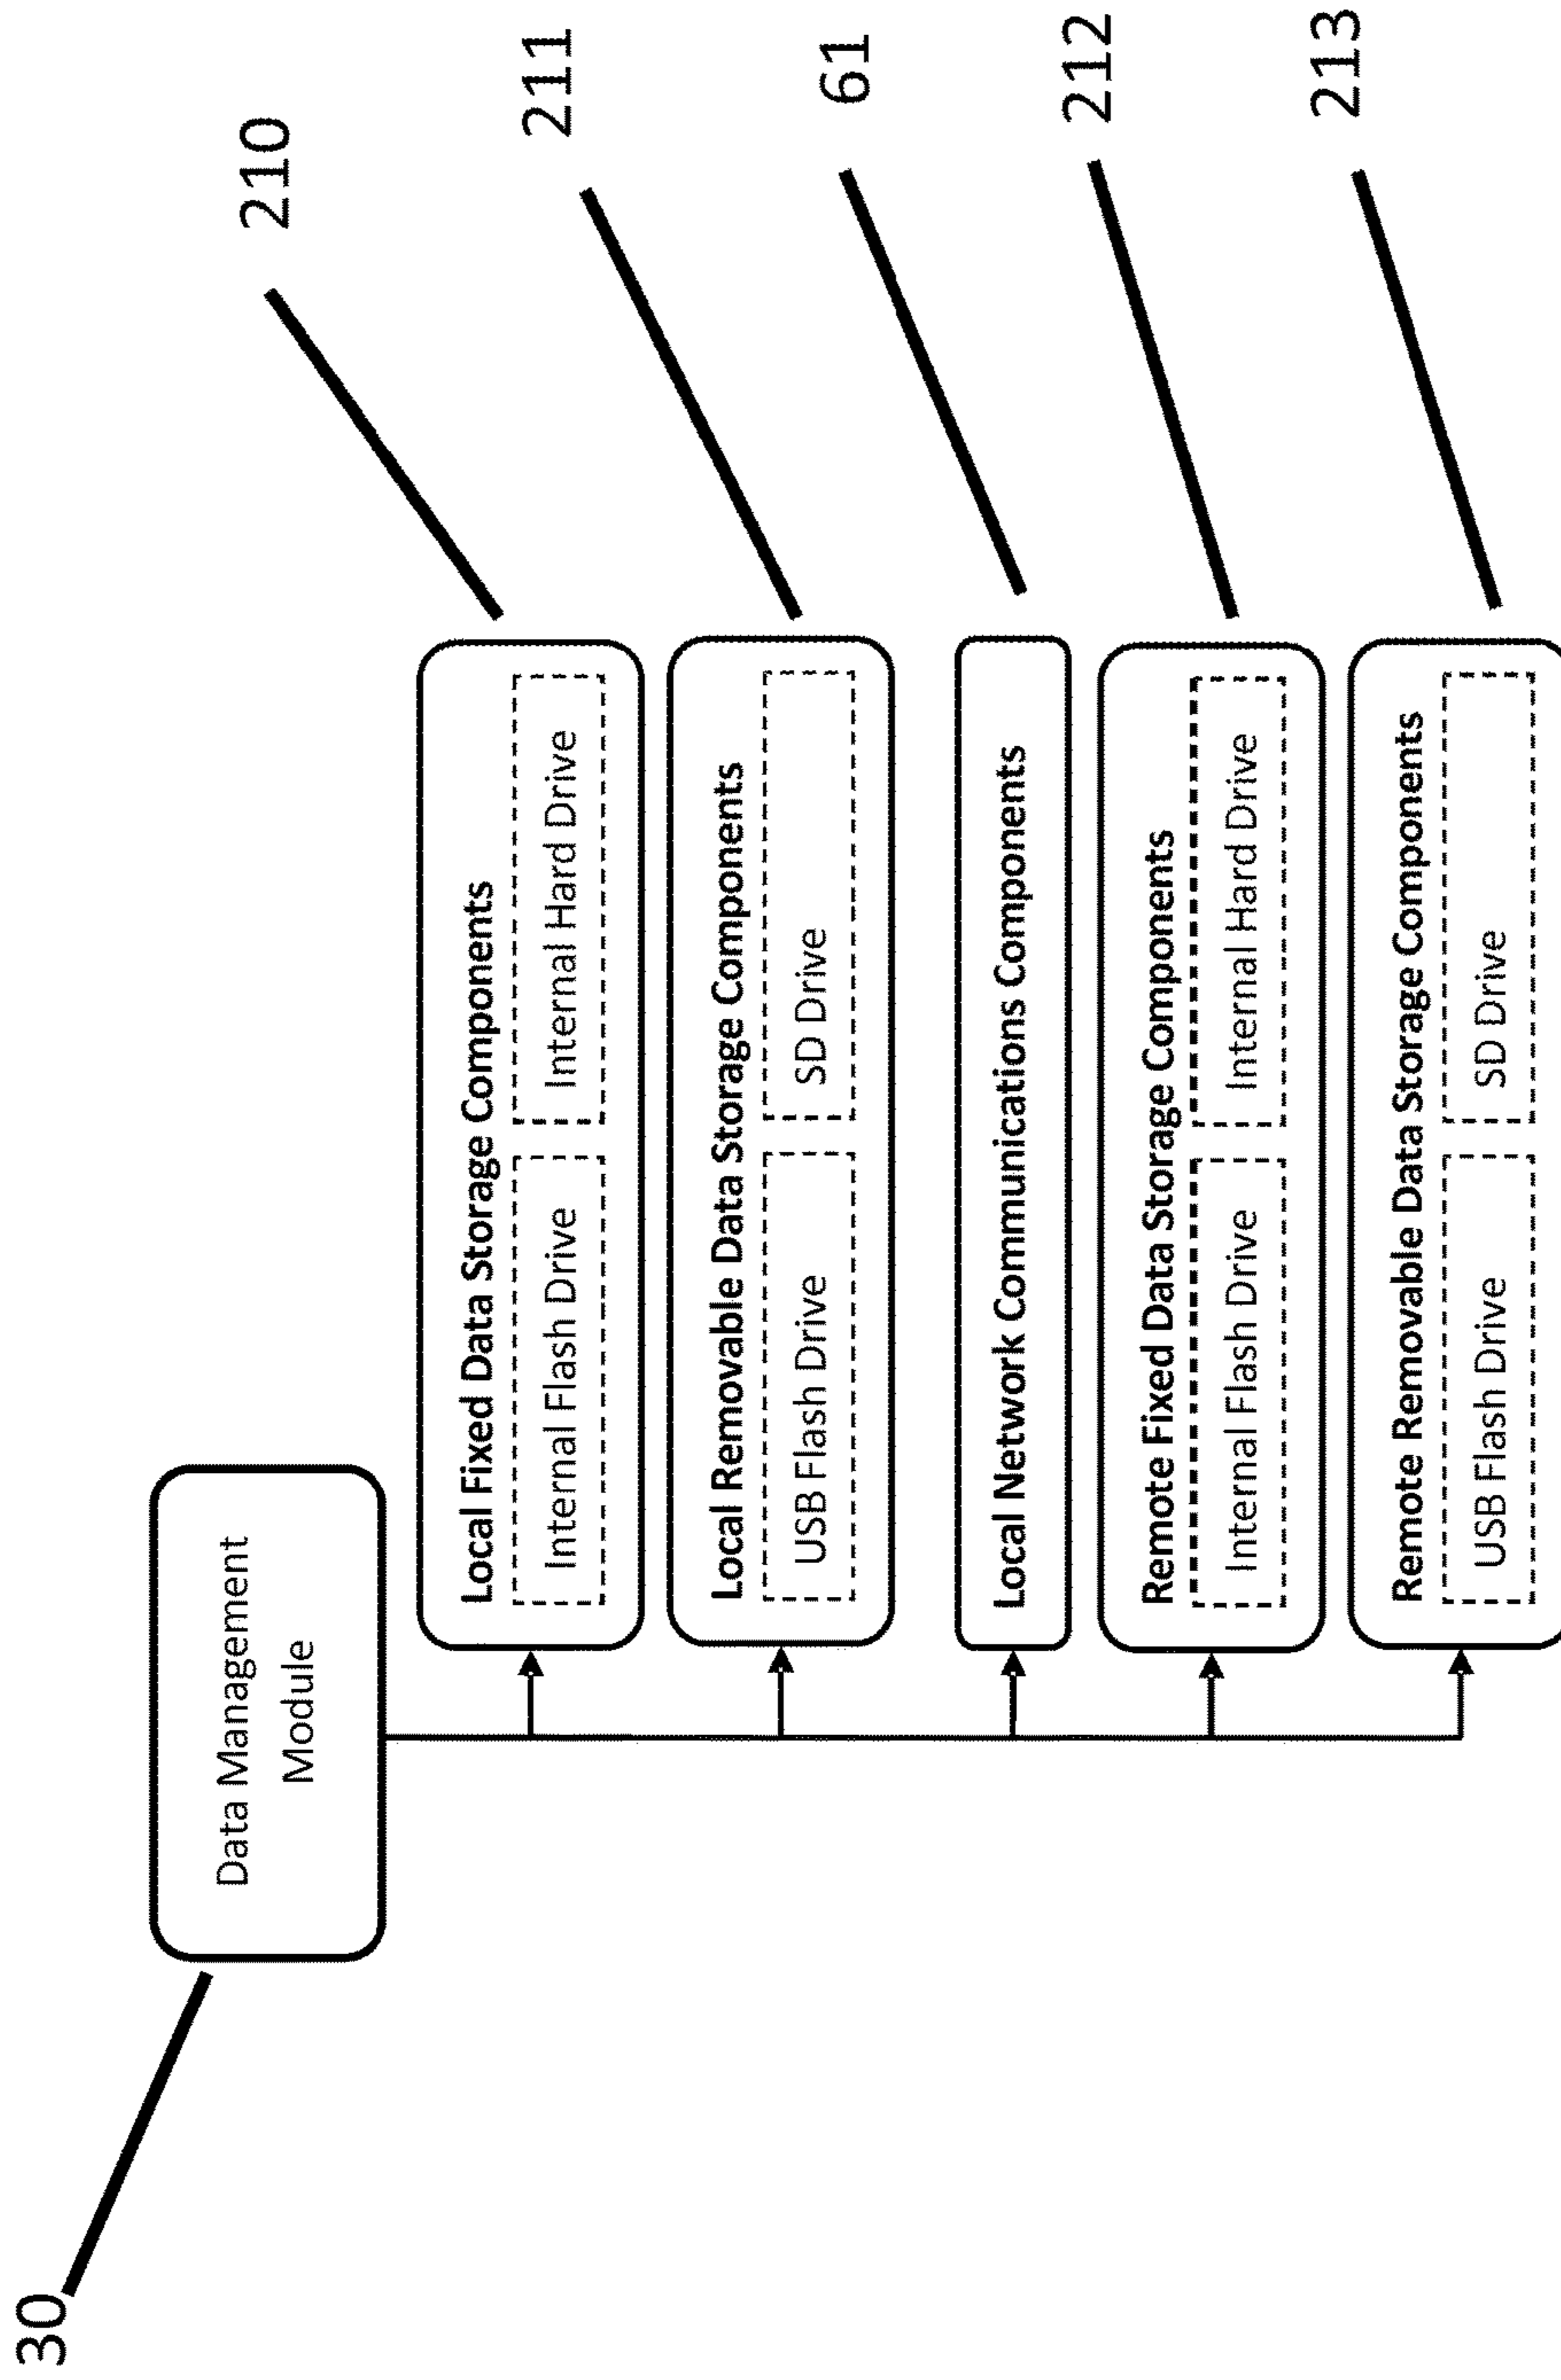 30
Data Management
Module
210
Local Fixed Data Storage Components
Internal Flash Drive
Internal Hard Drive
211
Local Removable Data Storage Components
USB Flash Drive
SD Drive
61
Local Network Communications Components
212
Remote Fixed Data Storage Components
Internal Flash Drive
Internal Hard Drive
213
Remote Removable Data Storage Components
USB Flash Drive
SD Drive